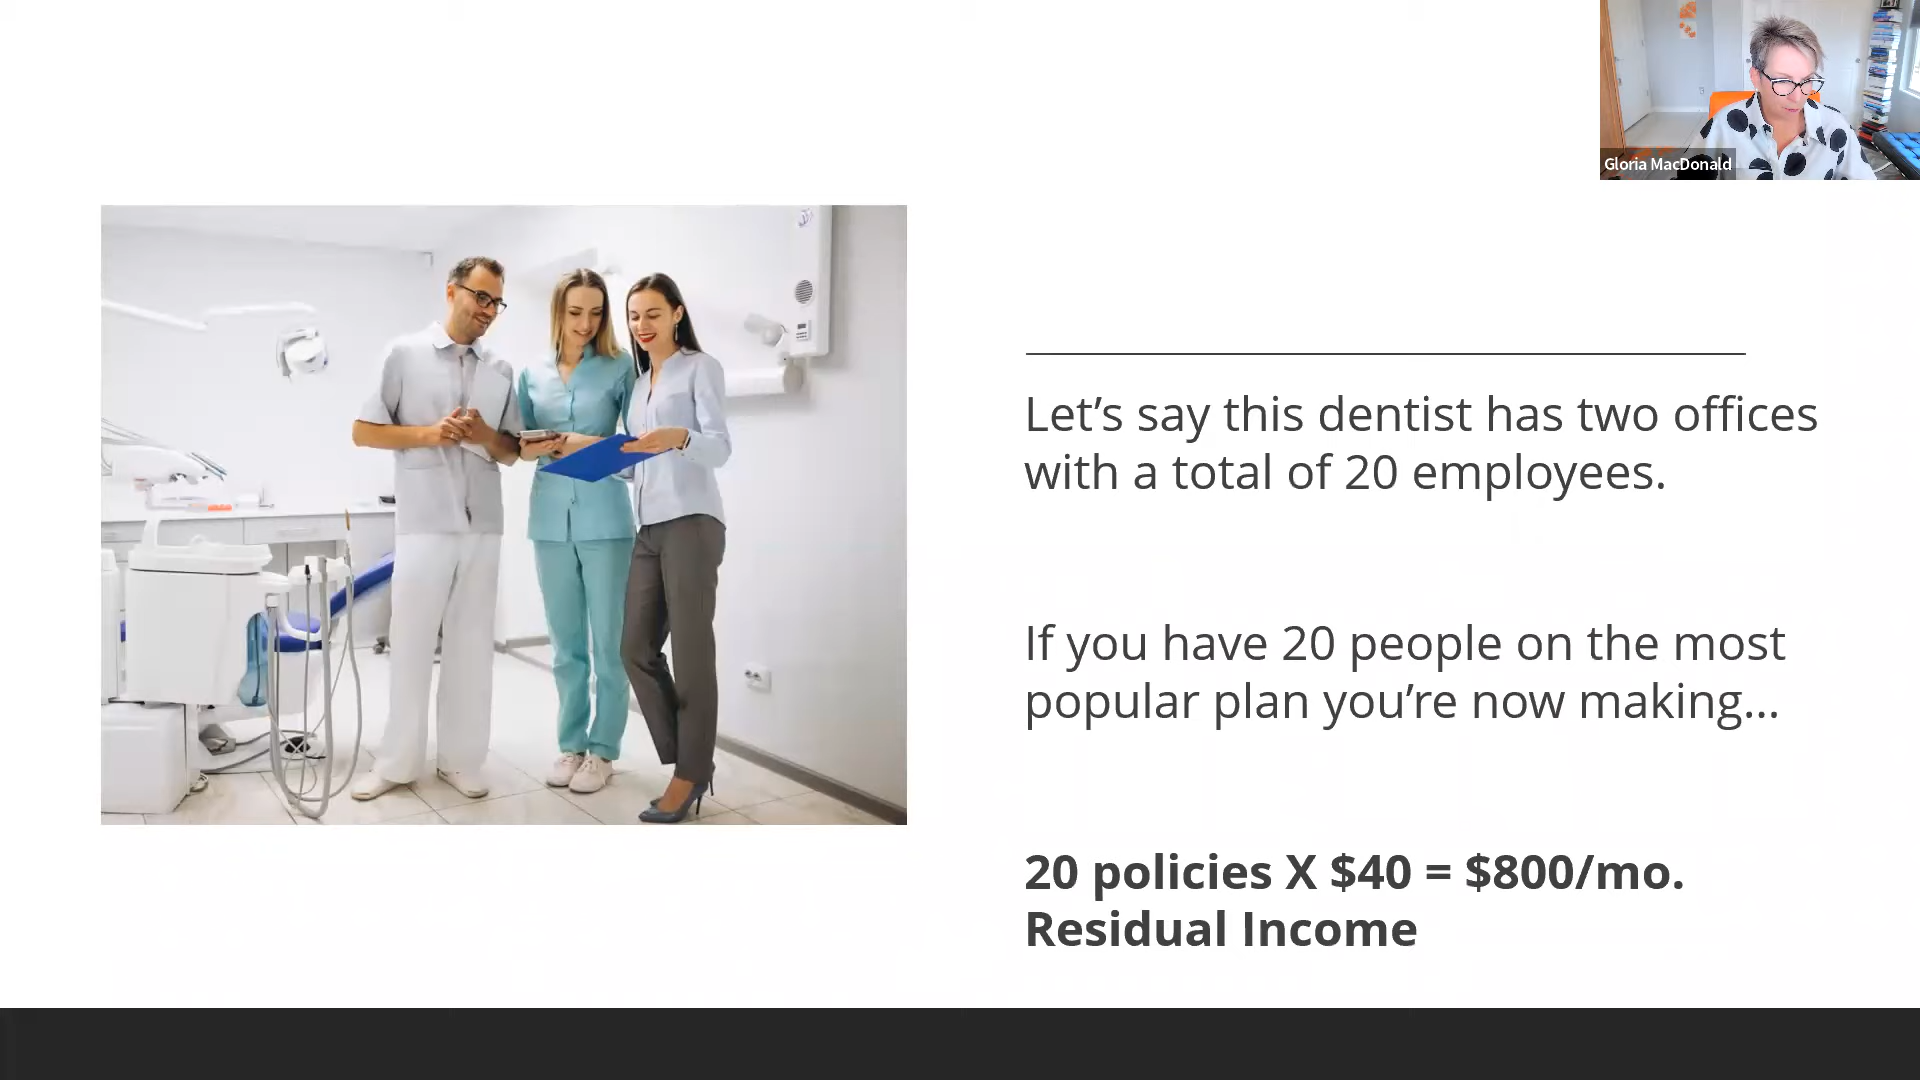 Gloria MacDonald
Let’s say this dentist has two offices
with a total of 20 employees.
If you have 20 people on the most
popular plan you’re now making…
20 policies X $40 = $800/mo.
Residual Income